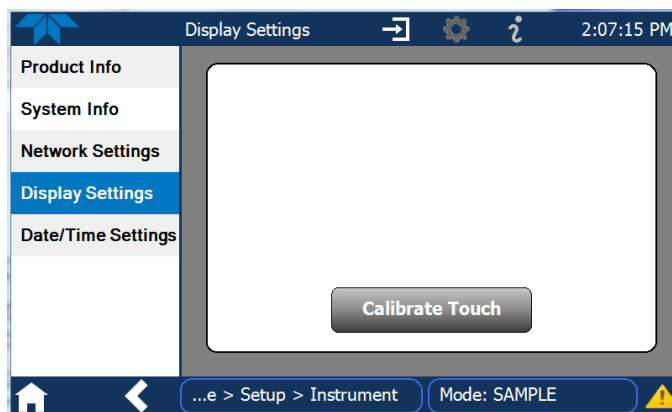 Display Settings
2:07:15 PM
Product Info
System Info
Network Settings
Display Settings
Date/Time Settings
Calibrate Touch
...e > Setup > Instrument
Mode: SAMPLE